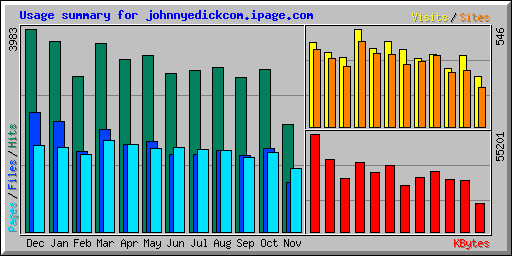 Usage summary for johnnyedickcom.ipage.com
Visits / Sites
3983
546
Pages / Files / Hits
55201
Dec Jan Feb Mar Apr May Jun Jul Aug Sep Oct Nov
KBytes